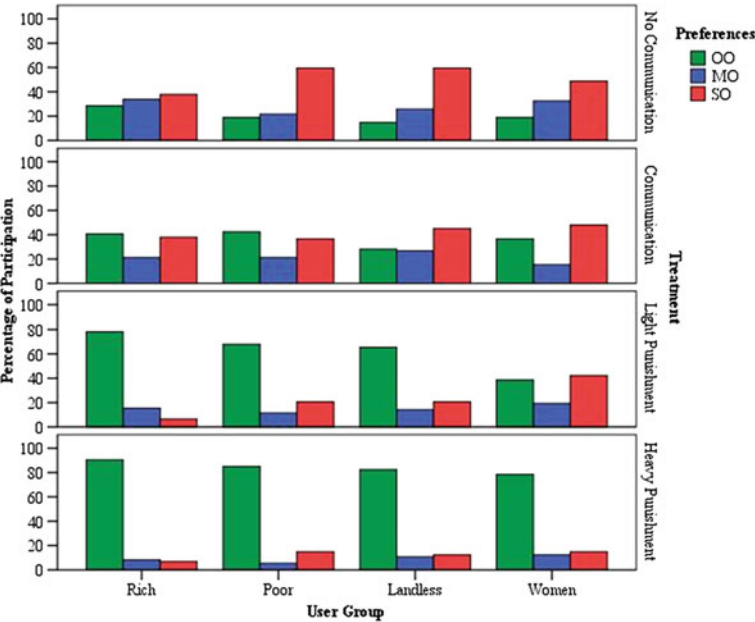 Preferences
OO
MO
SO
Percentage of Participation
100
80
60
40
20
0
No Communication
100
80
60
40
20
0
Communication
100
80
60
40
20
0
Light Punishment
100
80
60
40
20
0
Heavy Punishment
Treatment
Rich Poor Landless Women
User Group